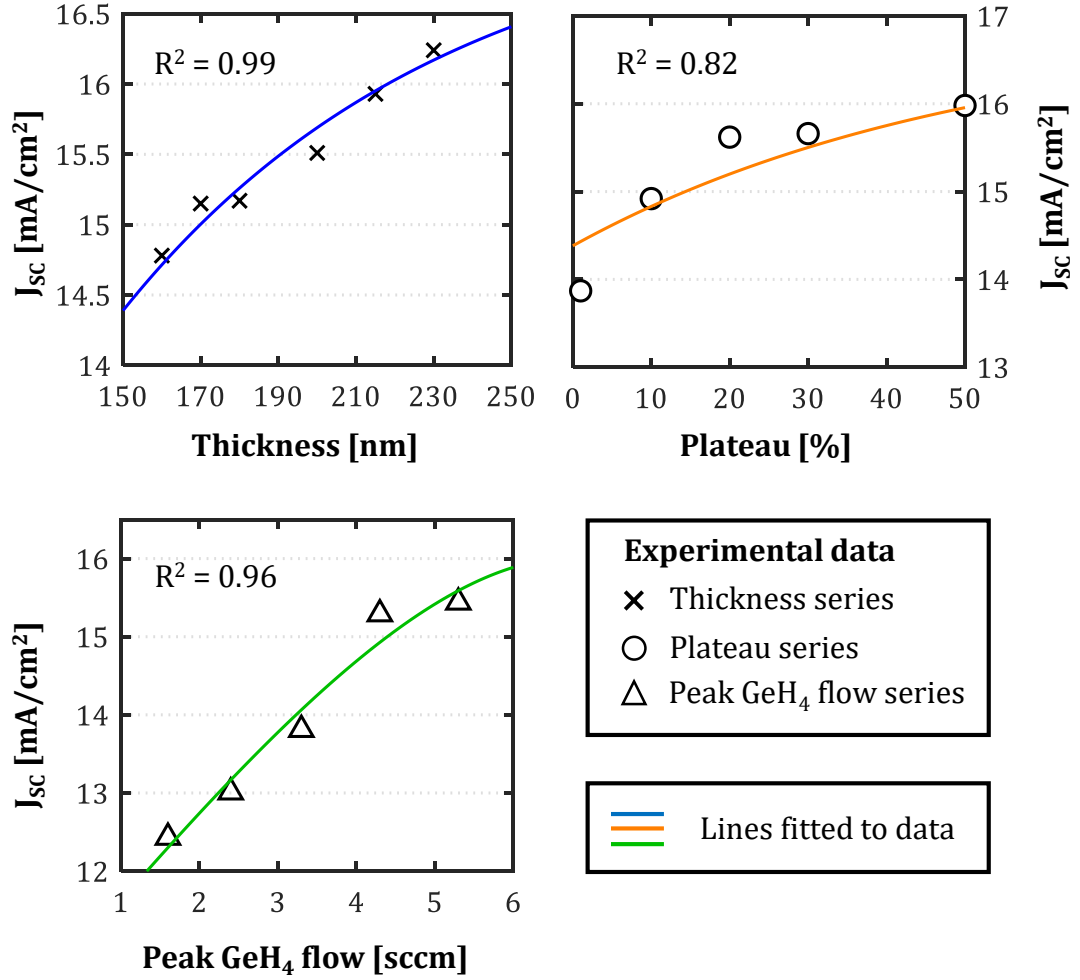 16.5
16
15.5
15
14.5
14
J_SC [mA/cm²]
R² = 0.99
150 170 190 210 230 250
Thickness [nm]
R² = 0.82
17
16
15
14
13
J_SC [mA/cm²]
0 10 20 30 40 50
Plateau [%]
16
15
14
13
12
J_SC [mA/cm²]
R² = 0.96
1 2 3 4 5 6
Peak GeH₄ flow [sccm]
Experimental data
Thickness series
Plateau series
Peak GeH₄ flow series
Lines fitted to data